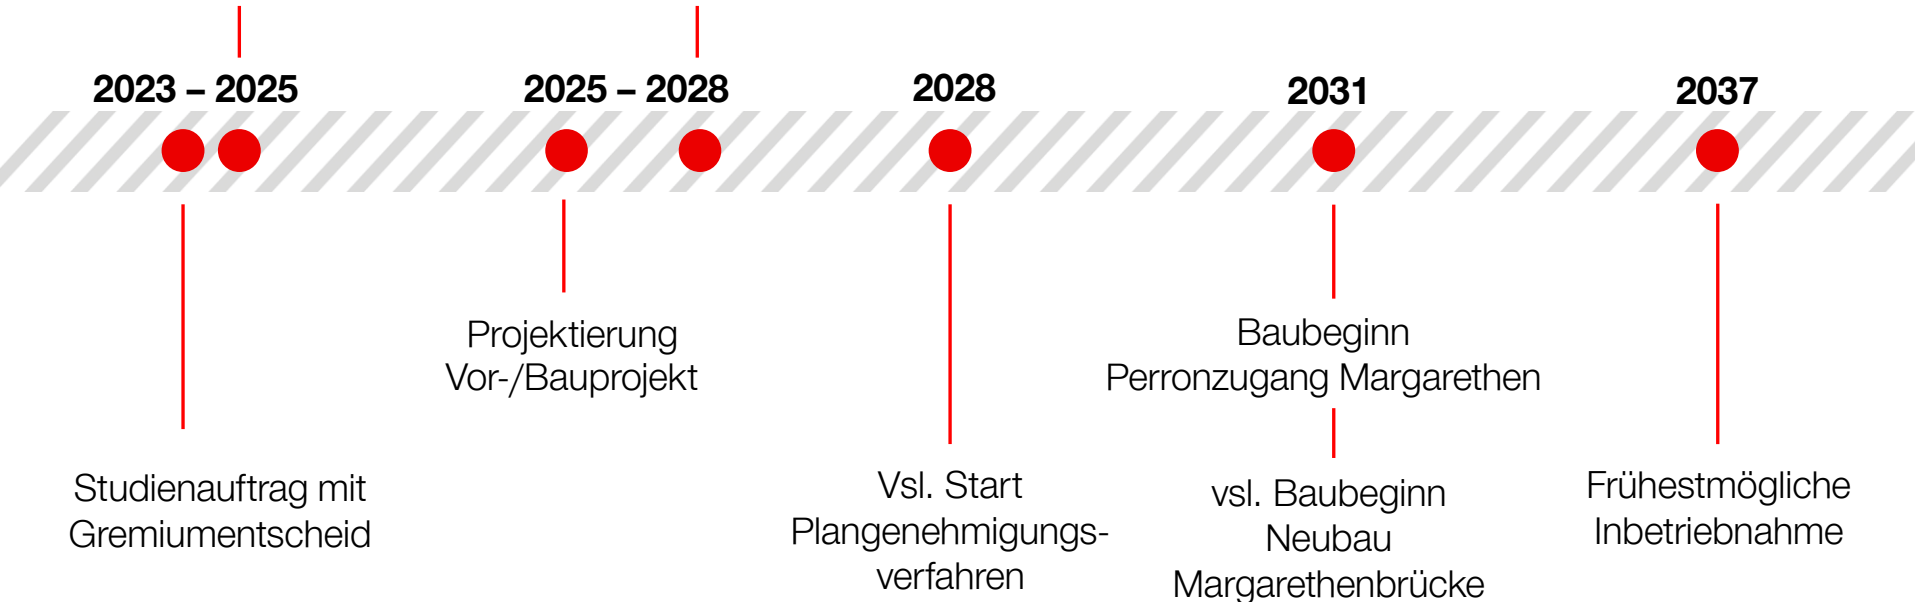 2023 – 2025
2025 – 2028
2028
2031
2037
Studienauftrag mit
Gremiumentscheid
Projektierung
Vor-/Bauprojekt
Vsl. Start
Plangenehmigungs-
verfahren
Baubeginn
Perronzugang Margarethen
vsl. Baubeginn
Neubau
Margarethenbrücke
Frühestmögliche
Inbetriebnahme